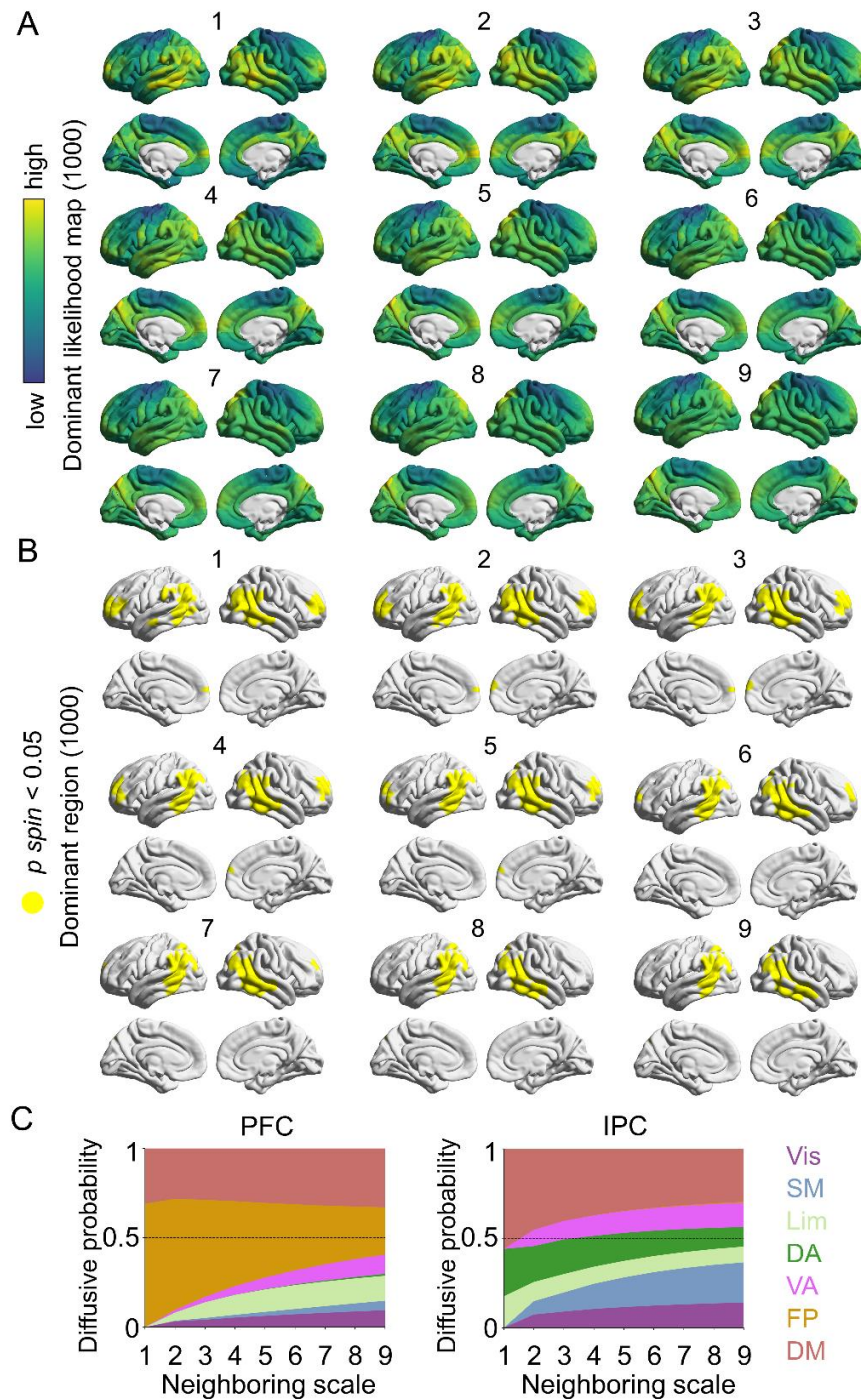 A
1
2
3
4
5
6
7
8
9
high
low
Dominant likelihood map (1000)
B
1
2
3
4
5
6
7
8
9
p spin < 0.05
Dominant region (1000)
C
PFC
1
0.5
0
Diffusive probability
1 2 3 4 5 6 7 8 9
Neighboring scale
IPC
1
0.5
0
Diffusive probability
1 2 3 4 5 6 7 8 9
Neighboring scale
Vis
SM
Lim
DA
VA
FP
DM